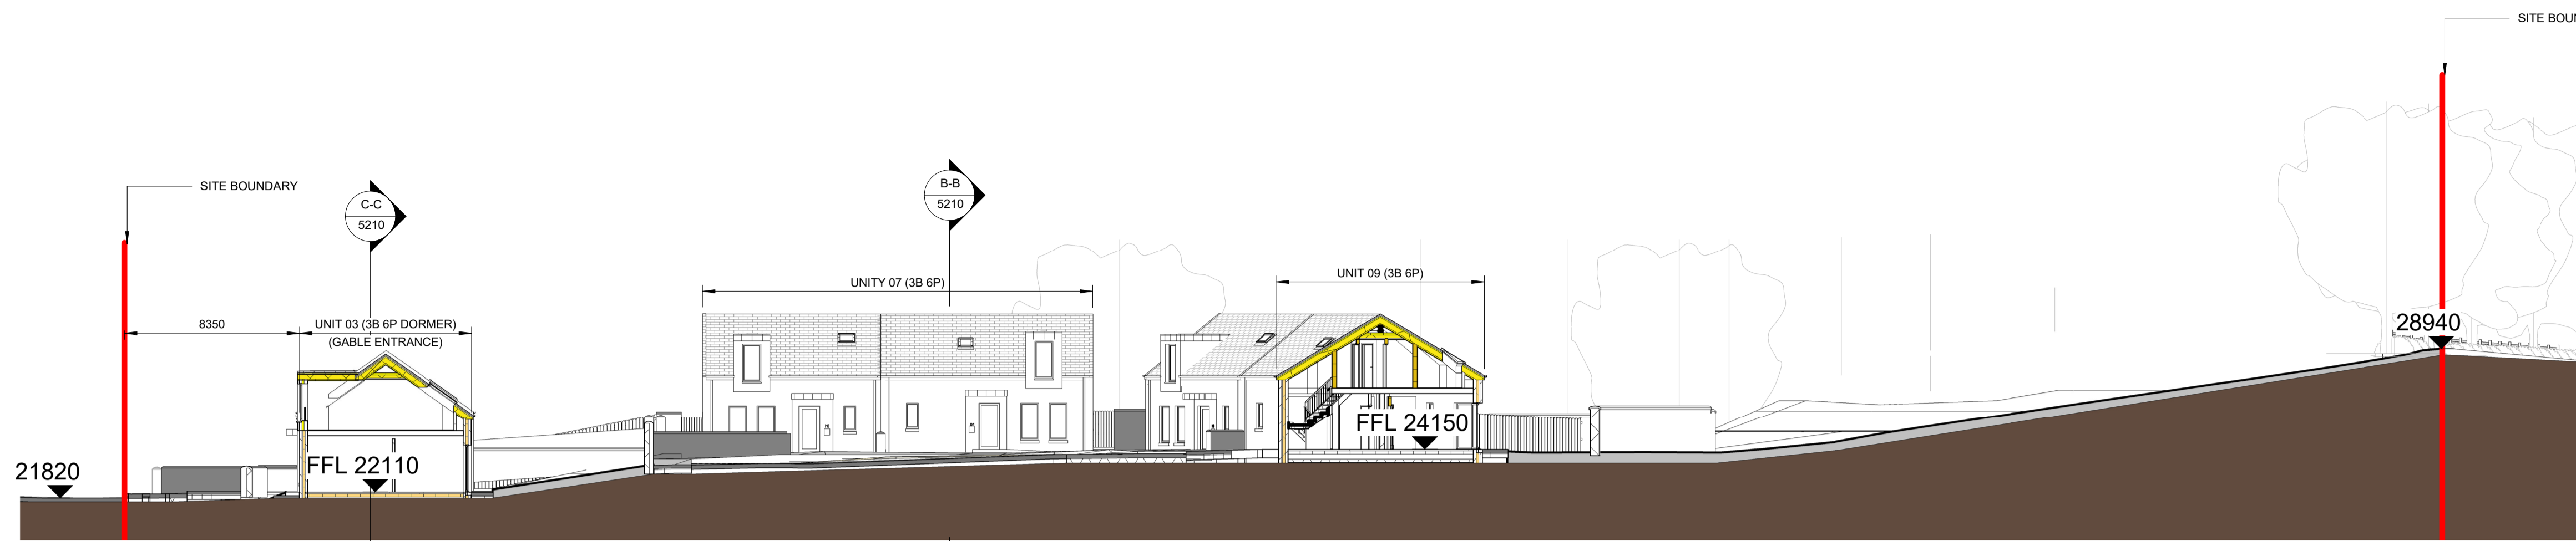 SITE BOUN
SITE BOUNDARY
C-C
5210
B-B
5210
8350
UNIT 03 (3B 6P DORMER)
(GABLE ENTRANCE)
UNITY 07 (3B 6P)
UNIT 09 (3B 6P)
28940
21820
FFL 22110
FFL 24150